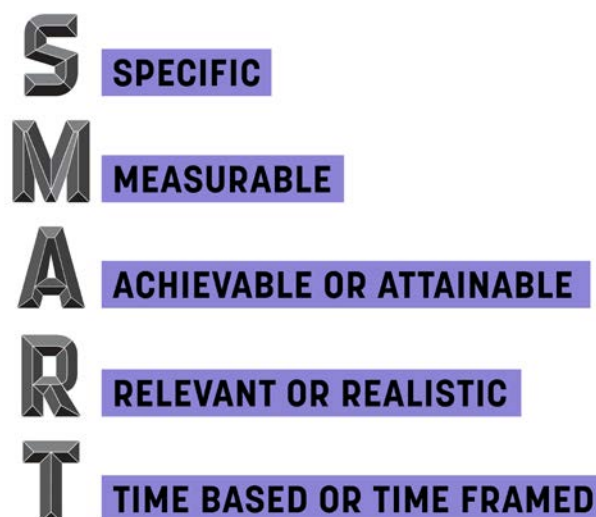 S SPECIFIC
M MEASURABLE
A ACHIEVABLE OR ATTAINABLE
R RELEVANT OR REALISTIC
T TIME BASED OR TIME FRAMED